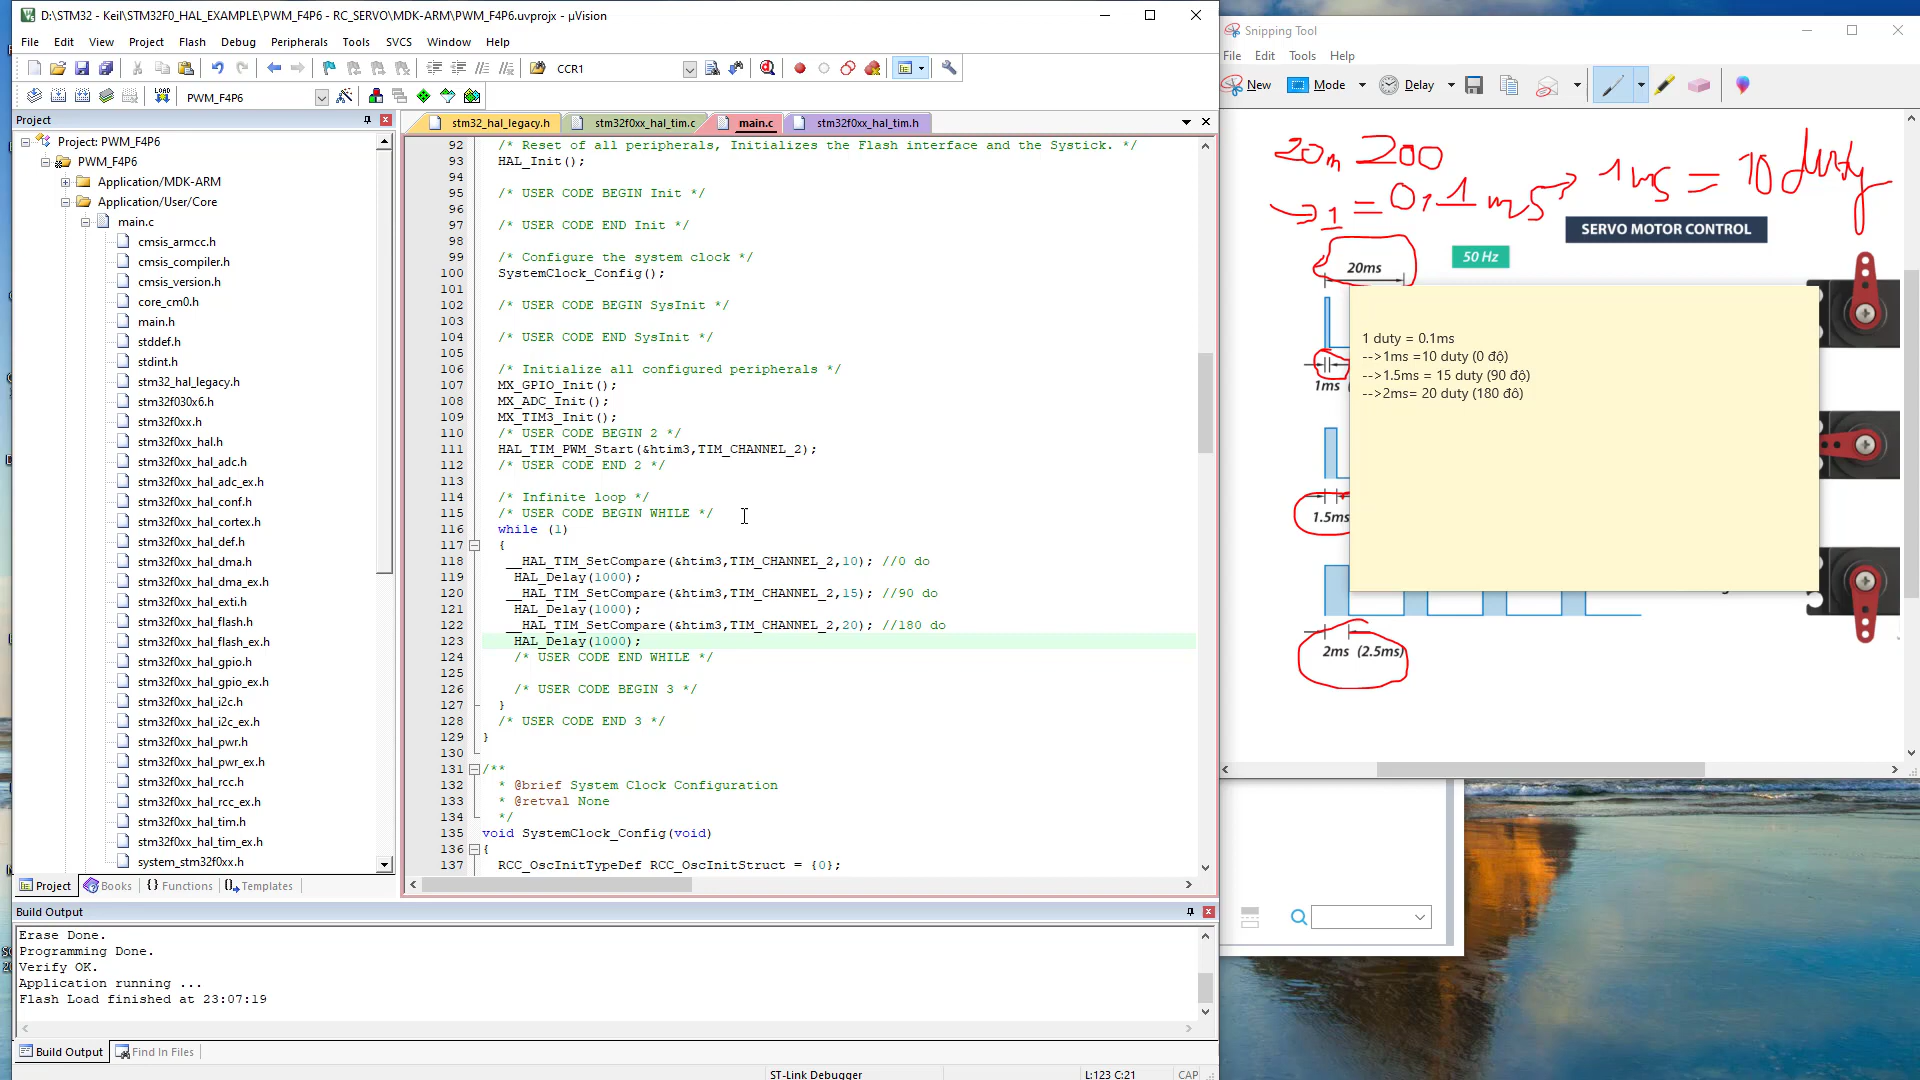 D:\STM32 - Keil\STM32F0_HAL_EXAMPLE\PWM_F4P6 - RC_SERVO\MDK-ARM\PWM_F4P6.uvprojx - µVision
File Edit View Project Flash Debug Peripherals Tools SVCS Window Help
CCR1
LOAD
PWM_F4P6
Project
Project: PWM_F4P6
PWM_F4P6
Application/MDK-ARM
Application/User/Core
main.c
cmsis_armcc.h
cmsis_compiler.h
cmsis_version.h
core_cm0.h
main.h
stddef.h
stdint.h
stm32_hal_legacy.h
stm32f030x6.h
stm32f0xx.h
stm32f0xx_hal.h
stm32f0xx_hal_adc.h
stm32f0xx_hal_adc_ex.h
stm32f0xx_hal_conf.h
stm32f0xx_hal_cortex.h
stm32f0xx_hal_def.h
stm32f0xx_hal_dma.h
stm32f0xx_hal_dma_ex.h
stm32f0xx_hal_exti.h
stm32f0xx_hal_flash.h
stm32f0xx_hal_flash_ex.h
stm32f0xx_hal_gpio.h
stm32f0xx_hal_gpio_ex.h
stm32f0xx_hal_i2c.h
stm32f0xx_hal_i2c_ex.h
stm32f0xx_hal_pwr.h
stm32f0xx_hal_pwr_ex.h
stm32f0xx_hal_rcc.h
stm32f0xx_hal_rcc_ex.h
stm32f0xx_hal_tim.h
stm32f0xx_hal_tim_ex.h
system_stm32f0xx.h
Project Books {} Functions Templates
stm32_hal_legacy.h stm32f0xx_hal_tim.c main.c stm32f0xx_hal_tim.h
92 /* Reset of all peripherals, Initializes the Flash interface and the Systick. */
93 HAL_Init();
94
95 /* USER CODE BEGIN Init */
96
97 /* USER CODE END Init */
98
99 /* Configure the system clock */
100 SystemClock_Config();
101
102 /* USER CODE BEGIN SysInit */
103
104 /* USER CODE END SysInit */
105
106 /* Initialize all configured peripherals */
107 MX_GPIO_Init();
108 MX_ADC_Init();
109 MX_TIM3_Init();
110 /* USER CODE BEGIN 2 */
111 HAL_TIM_PWM_Start(&htim3,TIM_CHANNEL_2);
112 /* USER CODE END 2 */
113
114 /* Infinite loop */
115 /* USER CODE BEGIN WHILE */
116 while (1)
117 {
118 __HAL_TIM_SetCompare(&htim3,TIM_CHANNEL_2,10); //0 do
119 HAL_Delay(1000);
120 __HAL_TIM_SetCompare(&htim3,TIM_CHANNEL_2,15); //90 do
121 HAL_Delay(1000);
122 __HAL_TIM_SetCompare(&htim3,TIM_CHANNEL_2,20); //180 do
123 HAL_Delay(1000);
124 /* USER CODE END WHILE */
125
126 /* USER CODE BEGIN 3 */
127 }
128 /* USER CODE END 3 */
129 }
130
131 /**
132 * @brief System Clock Configuration
133 * @retval None
134 */
135 void SystemClock_Config(void)
136 {
137 RCC_OscInitTypeDef RCC_OscInitStruct = {0};
Build Output
Erase Done.
Programming Done.
Verify OK.
Application running ...
Flash Load finished at 23:07:19
Build Output Find In Files
ST-Link Debugger L:123 C:21 CAP
Snipping Tool
File Edit Tools Help
New Mode Delay
20m 200
→ 1 = 0,1 ms → 1ms = 10 duty
SERVO MOTOR CONTROL
50 Hz
20ms
1ms (
1.5ms
2ms (2.5ms)
1 duty = 0.1ms
-->1ms =10 duty (0 độ)
-->1.5ms = 15 duty (90 độ)
-->2ms= 20 duty (180 đô)